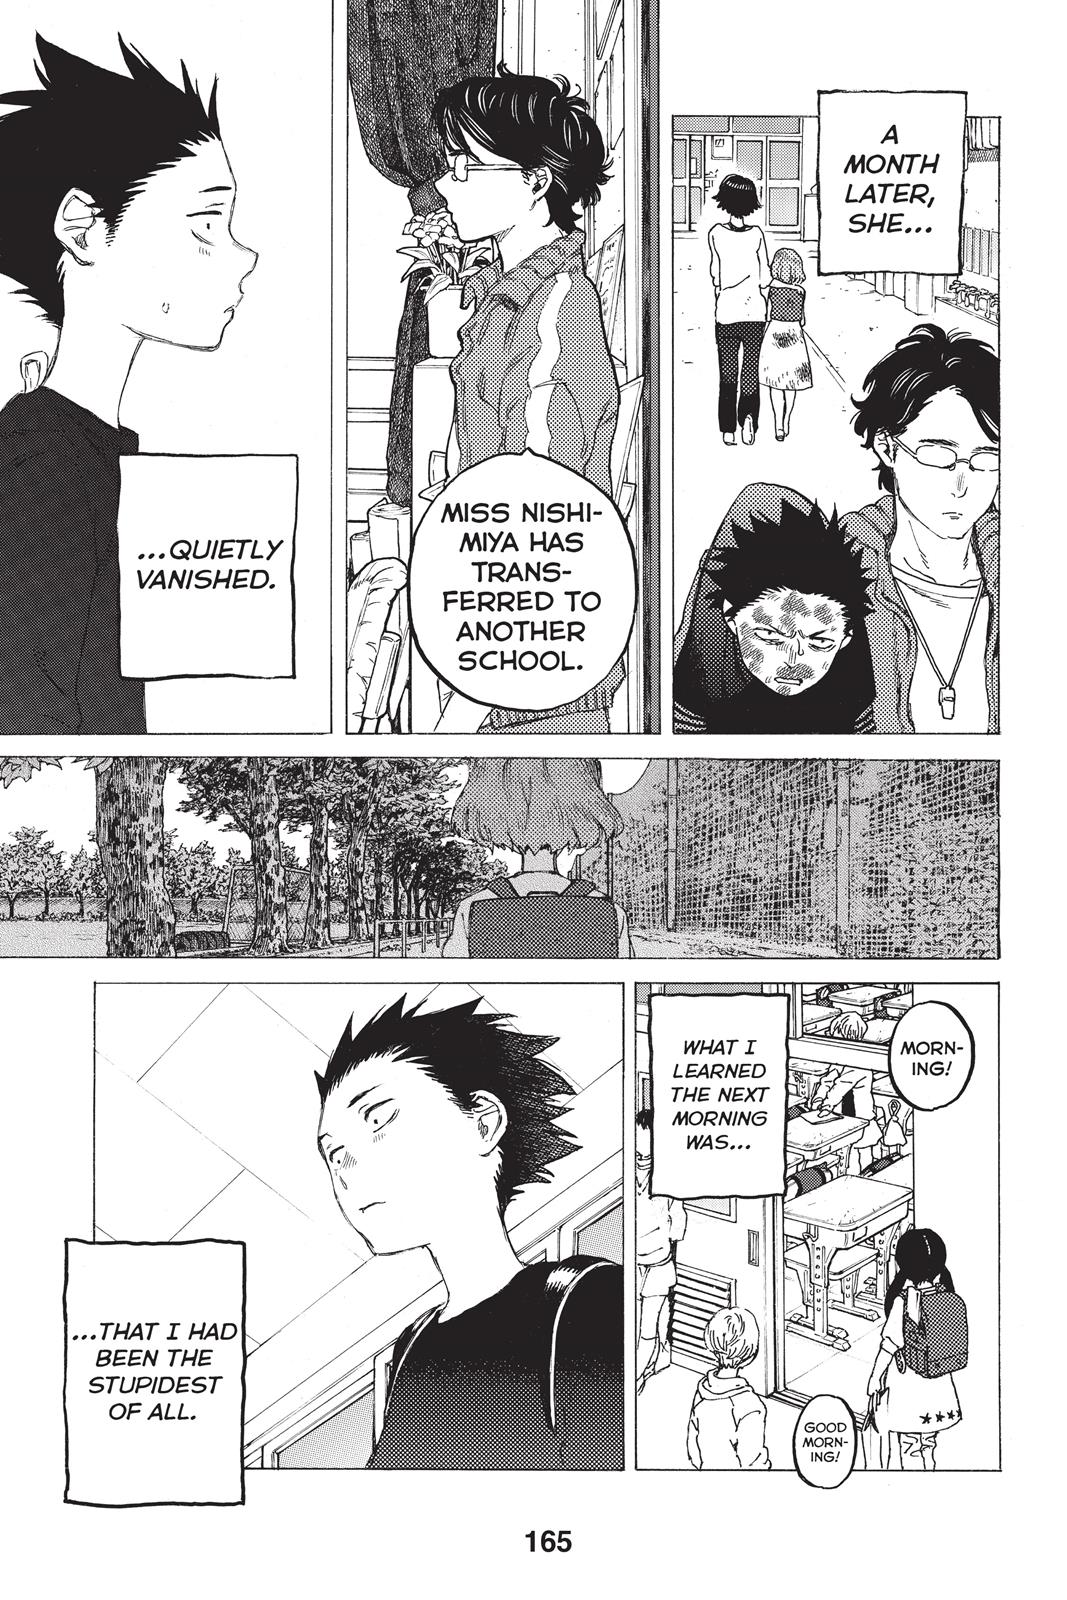 A
MONTH
LATER,
SHE...
MISS NISHI-
MIYA HAS
TRANS-
FERRED TO
ANOTHER
SCHOOL.
...QUIETLY
VANISHED.
MORN-
ING!
WHAT I
LEARNED
THE NEXT
MORNING
WAS...
GOOD
MORN-
ING!
...THAT I HAD
BEEN THE
STUPIDEST
OF ALL.
165